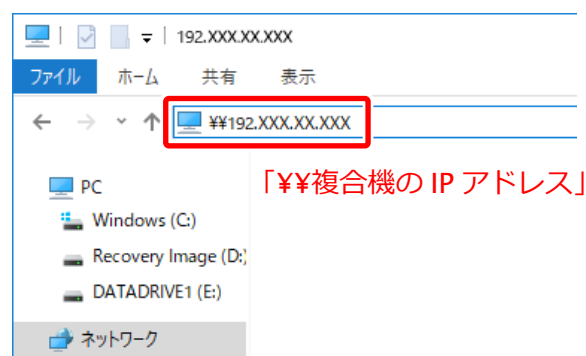 192.XXX.XX.XXX
ファイル ホーム 共有 表示
¥¥192.XXX.XX.XXX
「¥¥複合機の IP アドレス」
PC
Windows (C:)
Recovery Image (D:)
DATADRIVE1 (E:)
ネットワーク